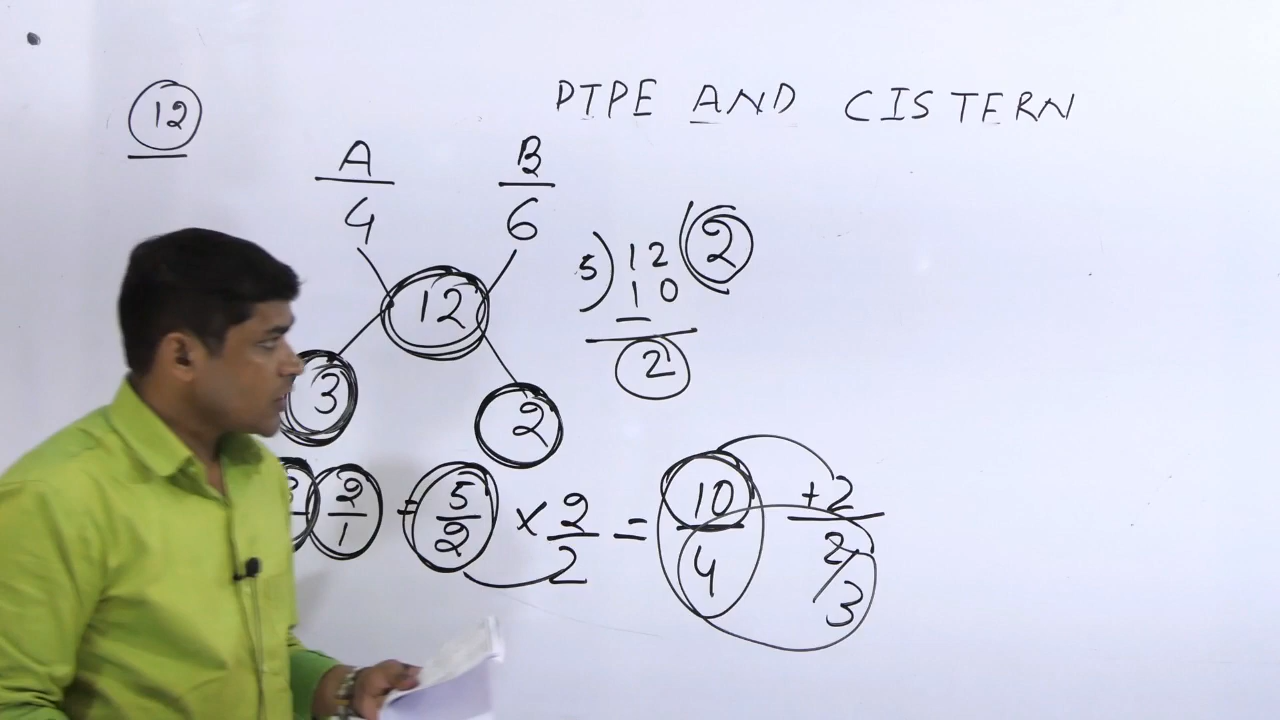 PIPE AND CISTERN
12
A B
4 6
5) 12 (2
10
2
12
3 2
2/1 = 5/2 × 2/2 = 10/4 +2 2/3